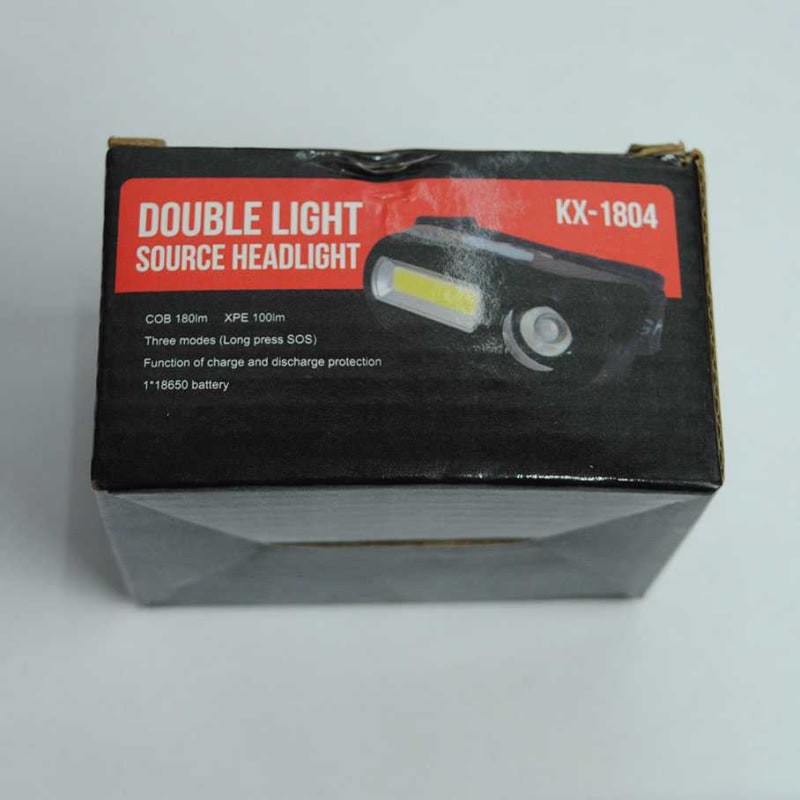 DOUBLE LIGHT
SOURCE HEADLIGHT
KX-1804
COB 180lm XPE 100lm
Three modes (Long press SOS)
Function of charge and discharge protection
1*18650 battery